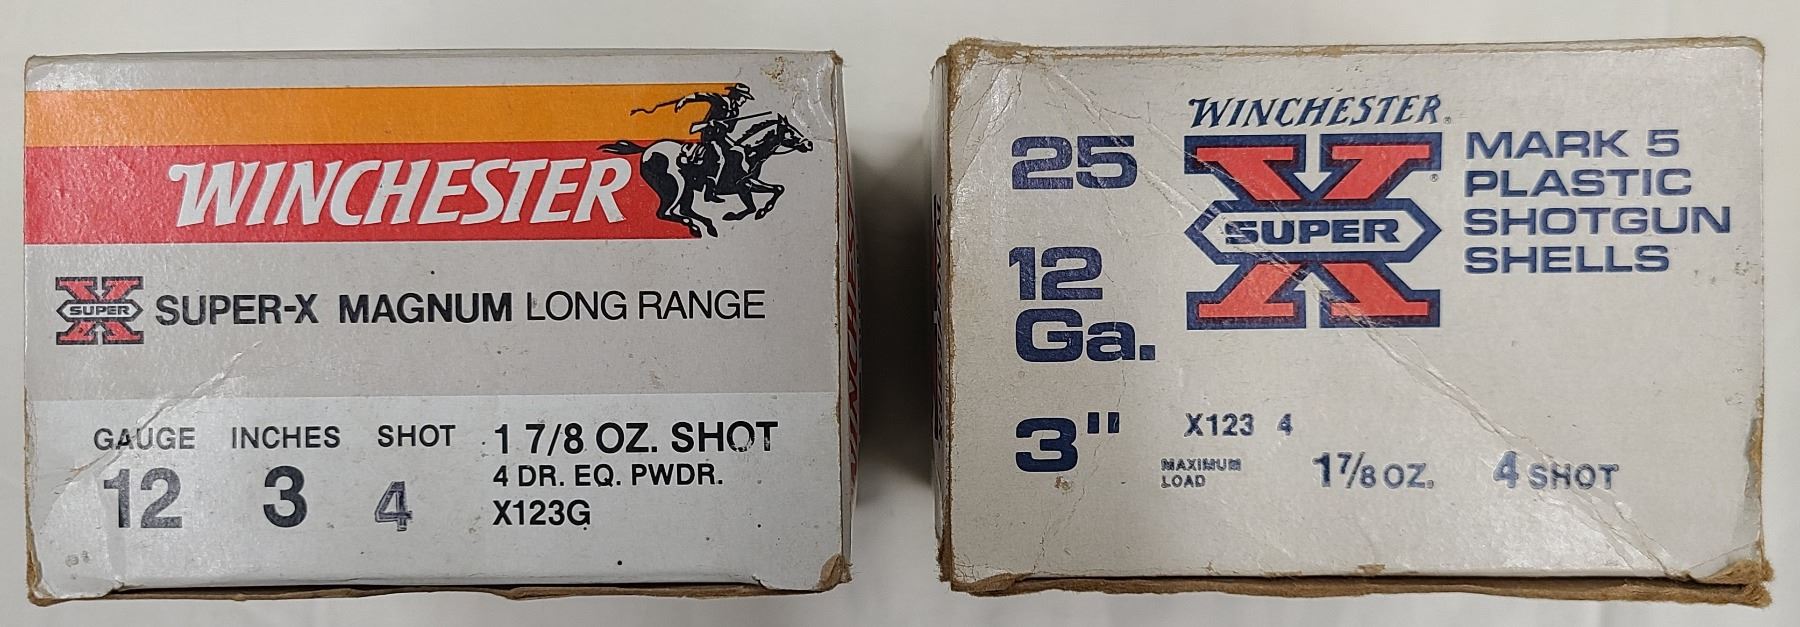 WINCHESTER
X SUPER SUPER-X MAGNUM LONG RANGE
GAUGE INCHES SHOT 1 7/8 OZ. SHOT
12 3 4 4 DR. EQ. PWDR.
X123G
25
12
Ga.
3"
WINCHESTER®
X SUPER ®
MARK 5
PLASTIC
SHOTGUN
SHELLS
X123 4
MAXIMUM
LOAD
1 7/8 OZ. 4 SHOT